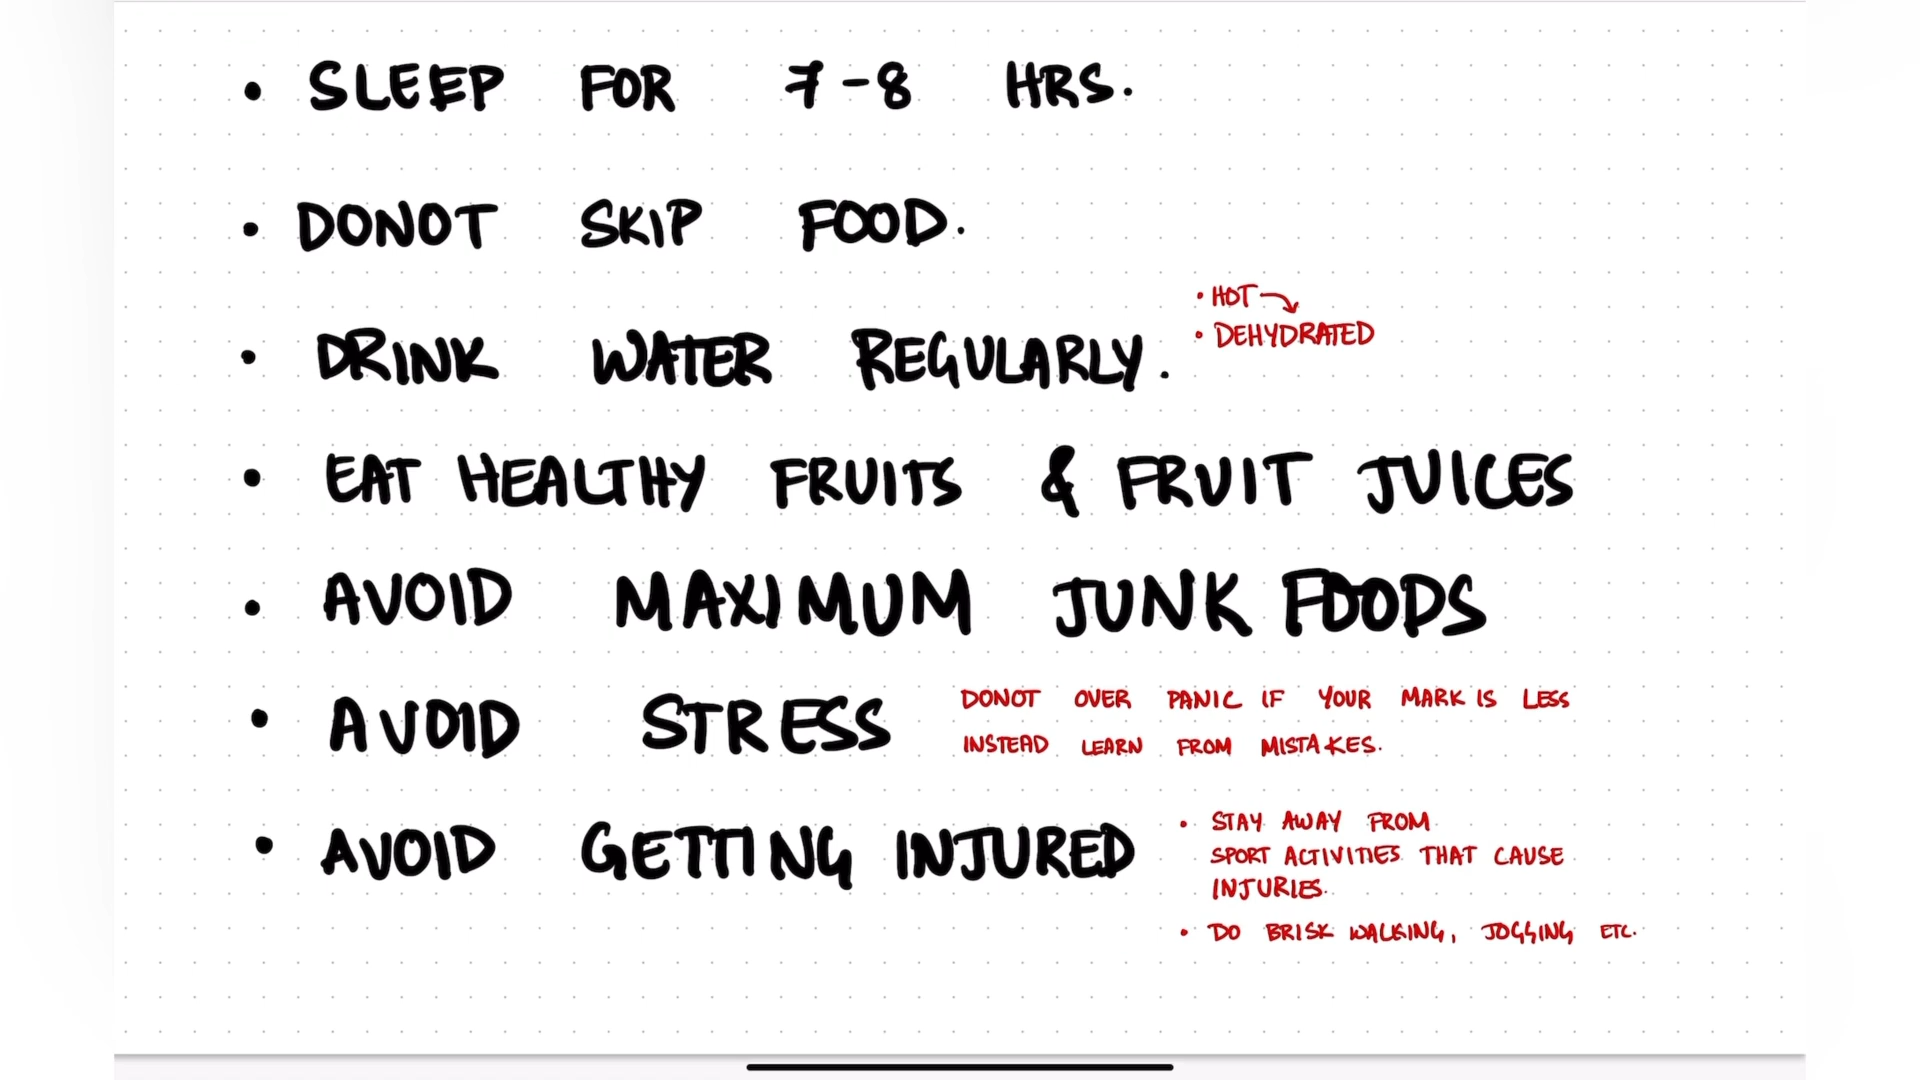 • SLEEP FOR 7-8 HRS.
• DONOT SKIP FOOD.
• HOT
• DEHYDRATED
• DRINK WATER REGULARLY.
• EAT HEALTHY FRUITS & FRUIT JUICES
• AVOID MAXIMUM JUNK FOODS
• AVOID STRESS
DONOT OVER PANIC IF YOUR MARK IS LESS
INSTEAD LEARN FROM MISTAKES.
• AVOID GETTING INJURED
• STAY AWAY FROM
SPORT ACTIVITIES THAT CAUSE
INJURIES.
• DO BRISK WALKING, JOGGING ETC.